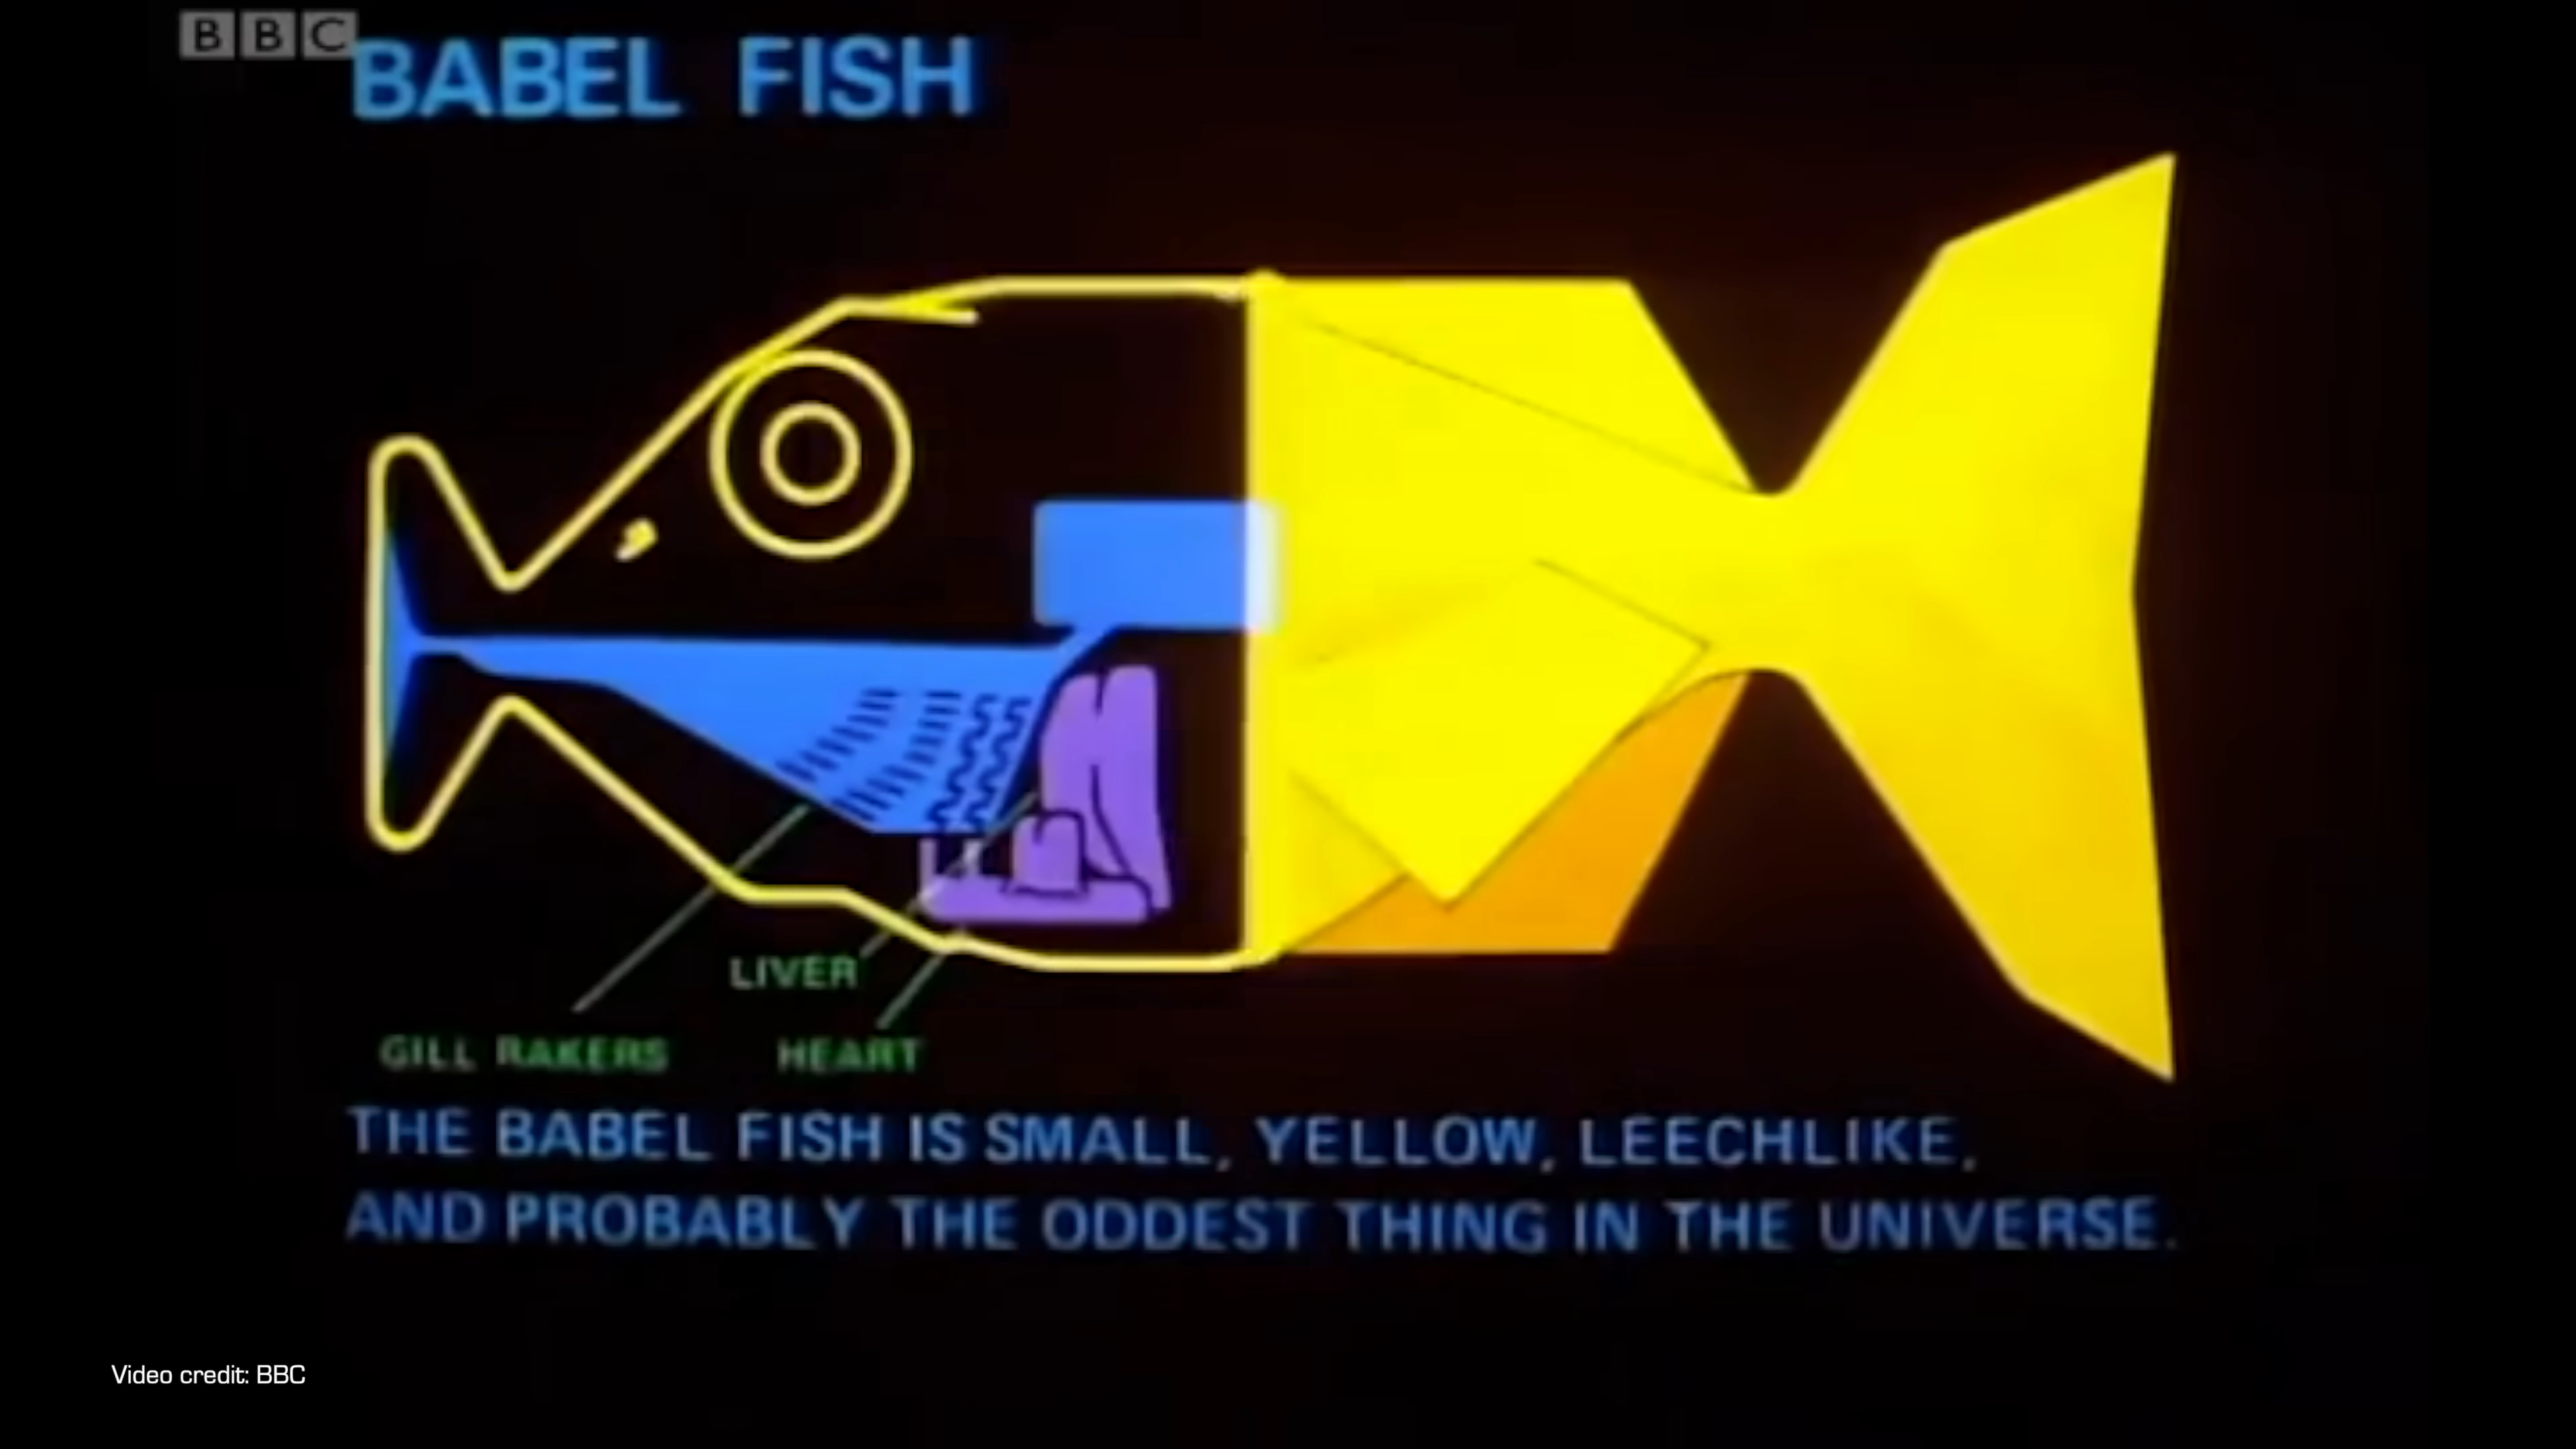 BBC
BABEL FISH
LIVER
GILL RAKERS HEART
THE BABEL FISH IS SMALL, YELLOW, LEECHLIKE,
AND PROBABLY THE ODDEST THING IN THE UNIVERSE.
Video credit: BBC